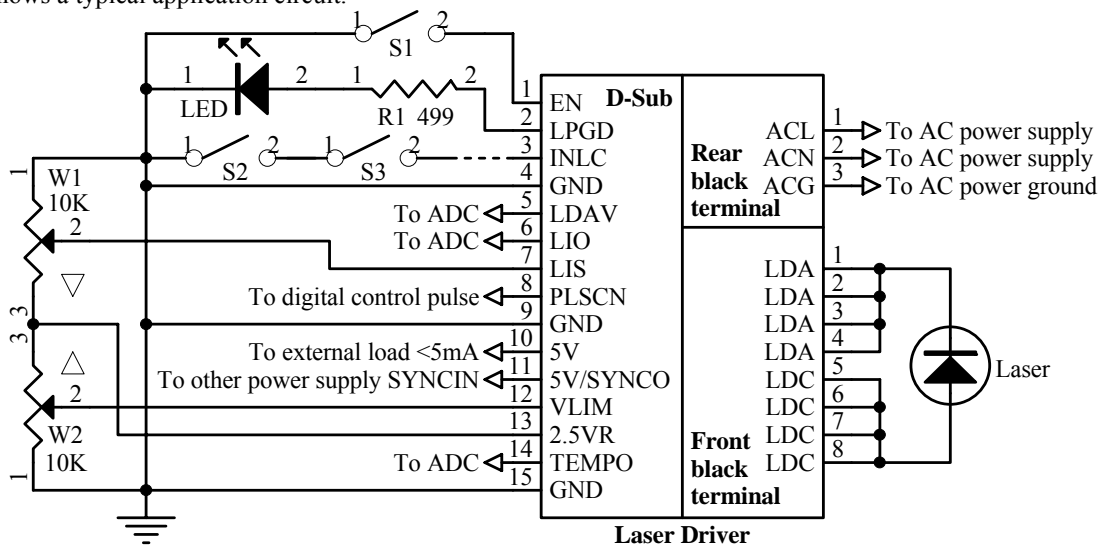 hows a typical application circuit.
1 2
S1
1 2 1 2
LED R1 499
1 2 1 2
S2 S3
1
W1
10K
2
3
3
2
W2
10K
1
D-Sub
1 EN
2 LPGD
3 INLC
4 GND
To ADC 5 LDAV
To ADC 6 LIO
7 LIS
To digital control pulse 8 PLSCN
9 GND
To external load <5mA 10 5V
To other power supply SYNCIN 11 5V/SYNCO
12 VLIM
13 2.5VR
To ADC 14 TEMPO
15 GND
Rear
black
terminal
ACL 1 To AC power supply
ACN 2 To AC power supply
ACG 3 To AC power ground
LDA 1
LDA 2
LDA 3
LDA 4
LDC 5
LDC 6
LDC 7
LDC 8
Laser
Front
black
terminal
Laser Driver